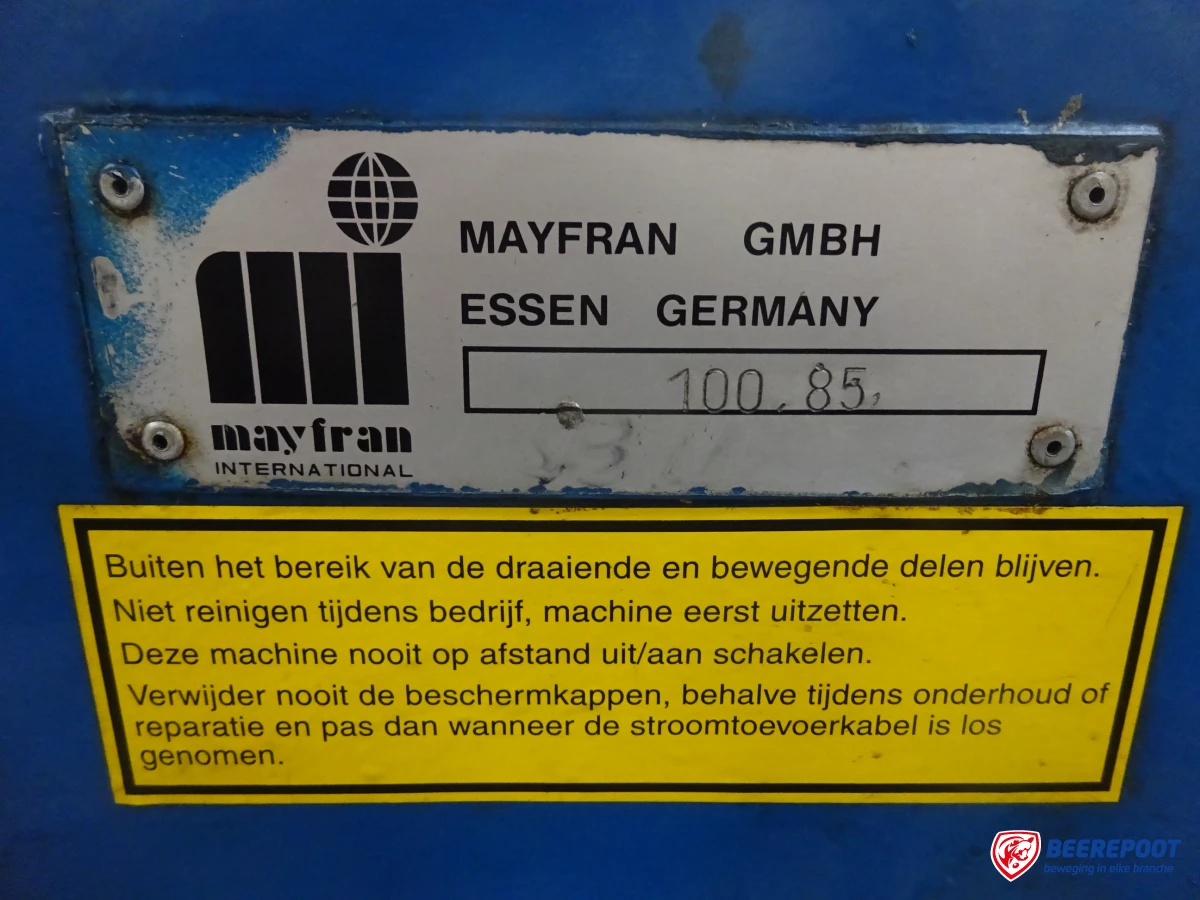 MAYFRAN GMBH
ESSEN GERMANY
100.85,
mayfran
INTERNATIONAL
Buiten het bereik van de draaiende en bewegende delen blijven.
Niet reinigen tijdens bedrijf, machine eerst uitzetten.
Deze machine nooit op afstand uit/aan schakelen.
Verwijder nooit de beschermkappen, behalve tijdens onderhoud of
reparatie en pas dan wanneer de stroomtoevoerkabel is los
genomen.
BEEREPOOT
beweging in elke branche